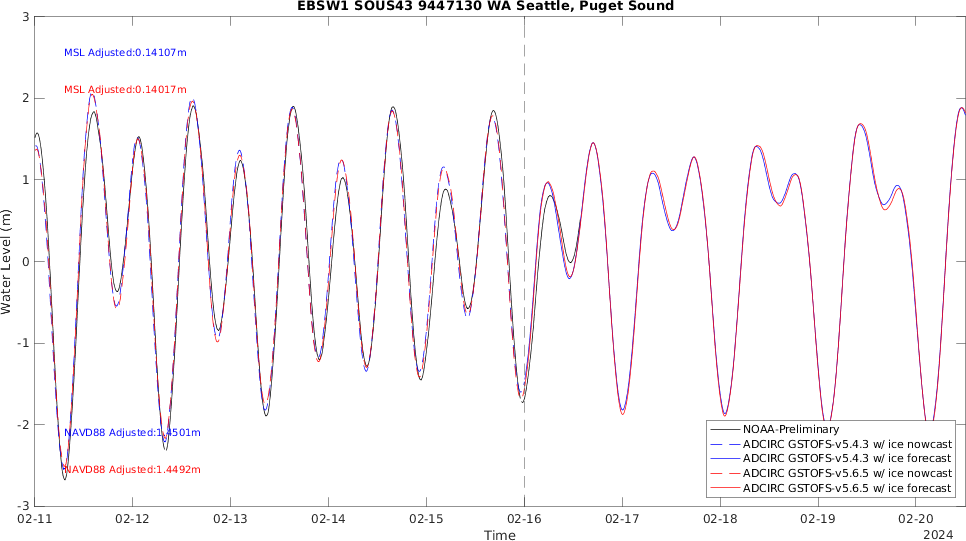 EBSW1 SOUS43 9447130 WA Seattle, Puget Sound
MSL Adjusted:0.14107m
MSL Adjusted:0.14017m
NAVD88 Adjusted:1.4501m
NAVD88 Adjusted:1.4492m
Water Level (m)
3
2
1
0
-1
-2
-3
NOAA-Preliminary
ADCIRC GSTOFS-v5.4.3 w/ ice nowcast
ADCIRC GSTOFS-v5.4.3 w/ ice forecast
ADCIRC GSTOFS-v5.6.5 w/ ice nowcast
ADCIRC GSTOFS-v5.6.5 w/ ice forecast
02-11 02-12 02-13 02-14 02-15 02-16 02-17 02-18 02-19 02-20
Time
2024